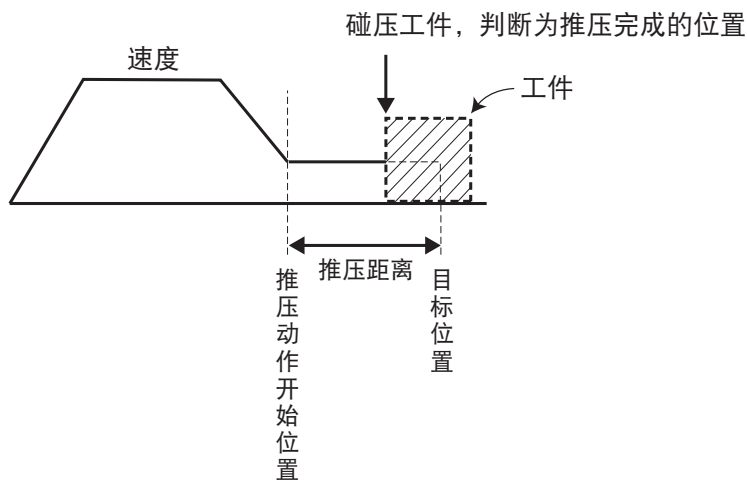 碰压工件，判断为推压完成的位置
速度
工件
推压距离
推压动作开始位置
目标位置